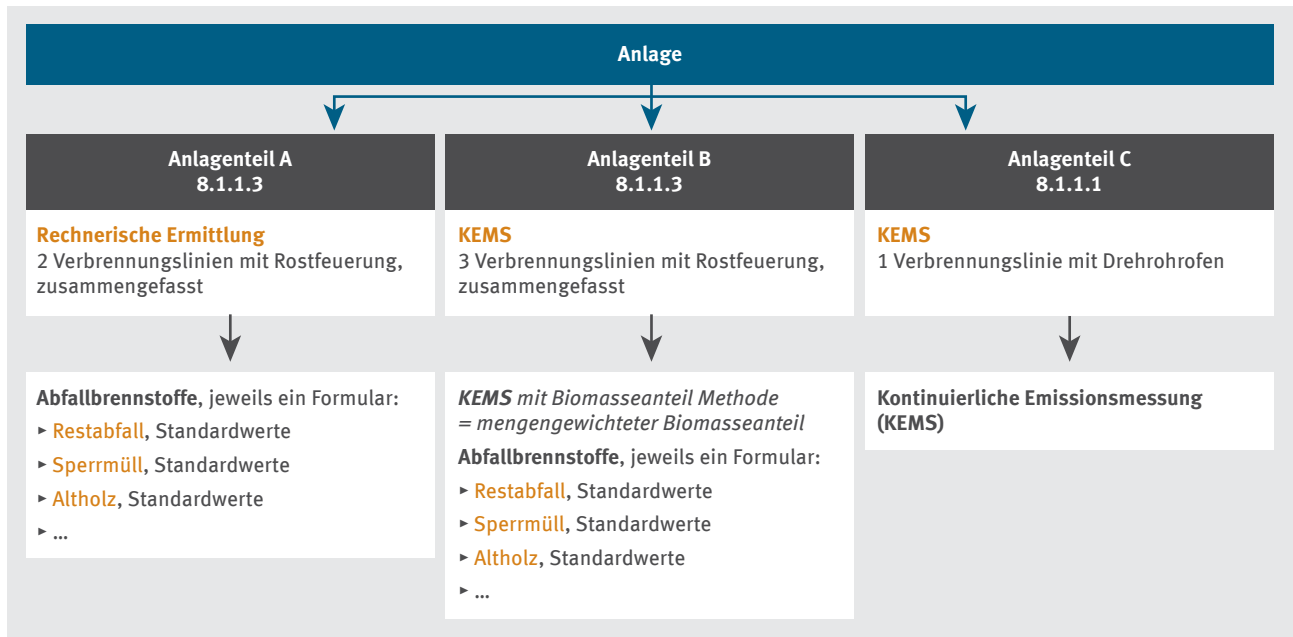 Anlage
Anlagenteil A
8.1.1.3
Rechnerische Ermittlung
2 Verbrennungslinien mit Rostfeuerung,
zusammengefasst
Abfallbrennstoffe, jeweils ein Formular:
▸ Restabfall, Standardwerte
▸ Sperrmüll, Standardwerte
▸ Altholz, Standardwerte
▸ ...
Anlagenteil B
8.1.1.3
KEMS
3 Verbrennungslinien mit Rostfeuerung,
zusammengefasst
KEMS mit Biomasseanteil Methode
= mengengewichteter Biomasseanteil
Abfallbrennstoffe, jeweils ein Formular:
▸ Restabfall, Standardwerte
▸ Sperrmüll, Standardwerte
▸ Altholz, Standardwerte
▸ ...
Anlagenteil C
8.1.1.1
KEMS
1 Verbrennungslinie mit Drehrohrofen
Kontinuierliche Emissionsmessung
(KEMS)